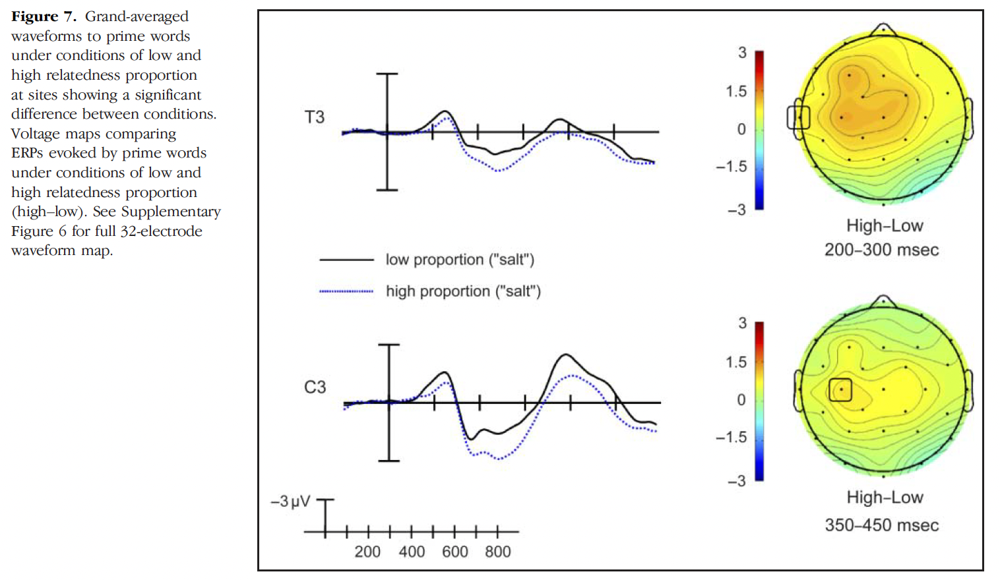 Figure 7. Grand-averaged
waveforms to prime words
under conditions of low and
high relatedness proportion
at sites showing a significant
difference between conditions.
Voltage maps comparing
ERPs evoked by prime words
under conditions of low and
high relatedness proportion
(high–low). See Supplementary
Figure 6 for full 32-electrode
waveform map.
T3
3
1.5
0
−1.5
−3
High−Low
200−300 msec
low proportion ("salt")
high proportion ("salt")
C3
3
1.5
0
−1.5
−3
High−Low
350−450 msec
−3 µV
200 400 600 800